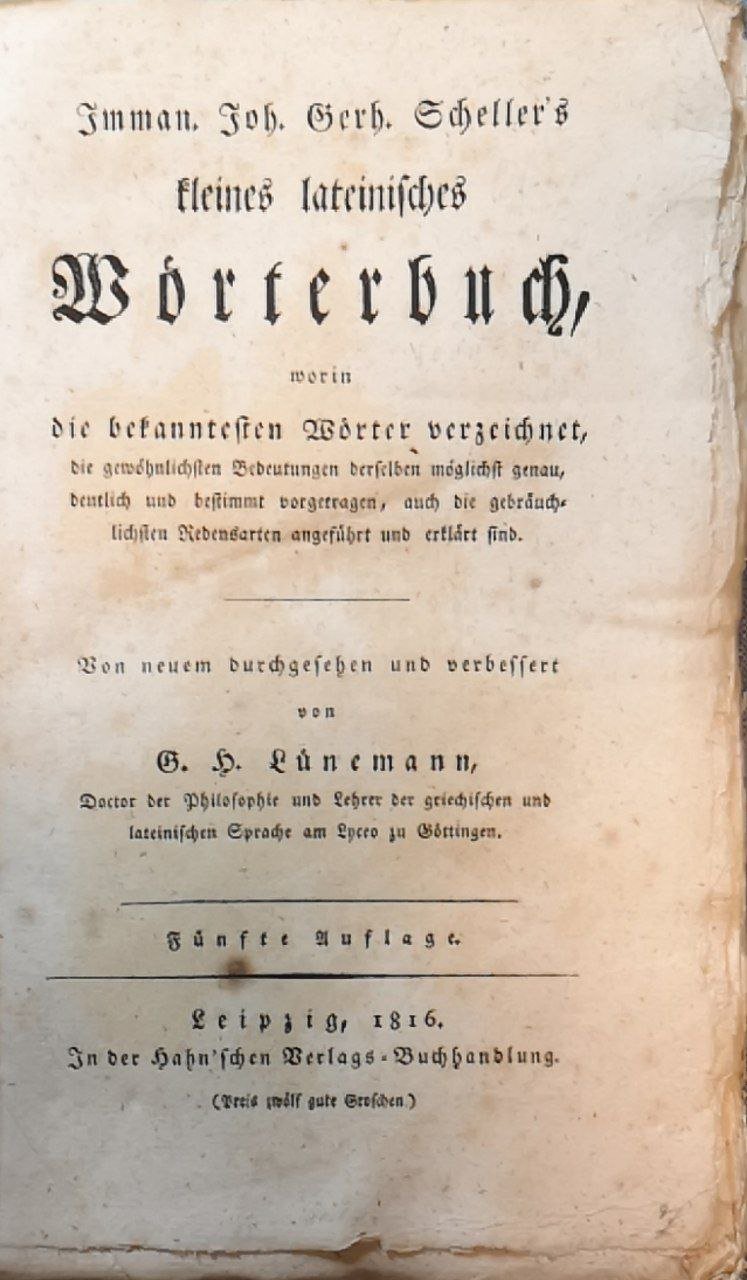 Imman. Joh. Gerh. Scheller's
kleines lateinisches
Wörterbuch,
worin
die bekanntesten Wörter verzeichnet,
die gewöhnlichsten Bedeutungen derselben möglichst genau,
deutlich und bestimmt vorgetragen, auch die gebräuch-
lichsten Redensarten angeführt und erklärt sind.
Von neuem durchgesehen und verbessert
von
G. H. Lünemann,
Doctor der Philosophie und Lehrer der griechischen und
lateinischen Sprache am Lyceo zu Göttingen.
Fünfte Auflage.
Leipzig, 1816.
In der Hahn'schen Verlags-Buchhandlung.
(Preis zwölf gute Groschen)